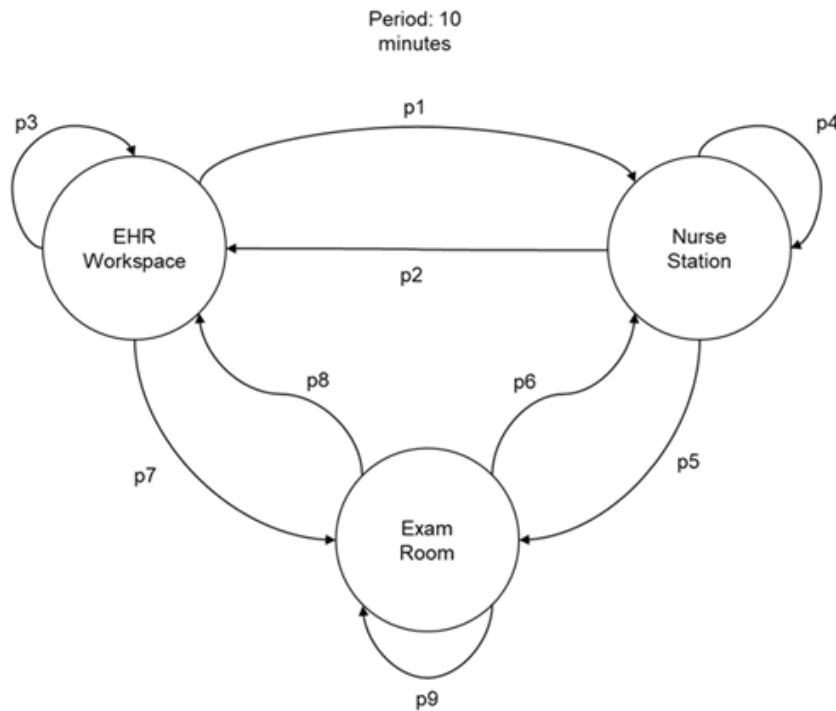 Period: 10
minutes
p1
p3
p4
EHR
Workspace
Nurse
Station
p2
p8
p6
p7
p5
Exam
Room
p9